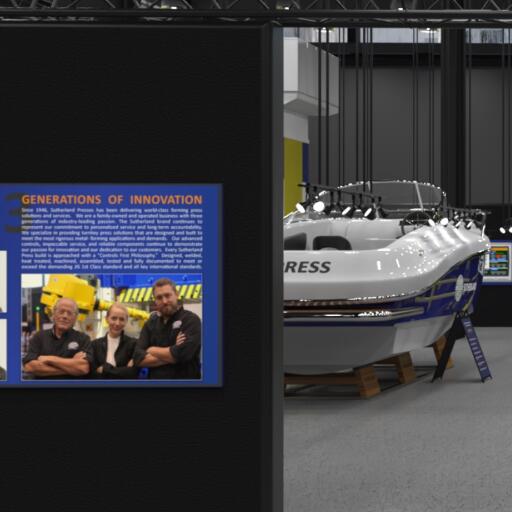 3 GENERATIONS OF INNOVATION
Since 1946, Sutherland Presses has been delivering world-class forming press
solutions and services. We are a family-owned and operated business with three
generations of industry-leading passion. The Sutherland brand continues to
represent our commitment to personalized service and long-term accountability.
We specialize in providing turnkey press solutions that are designed and built to
meet the most rigorous metal forming applications and demands. Our advanced
controls, impeccable service, and reliable components continue to demonstrate
our passion for innovation and our dedication to our customers. Every Sutherland
Press build is approached with a "Controls First Philosophy." Designed, welded,
heat treated, machined, assembled, tested and fully documented to meet or
exceed the demanding JIS 1st Class standard and all key international standards.
RESS